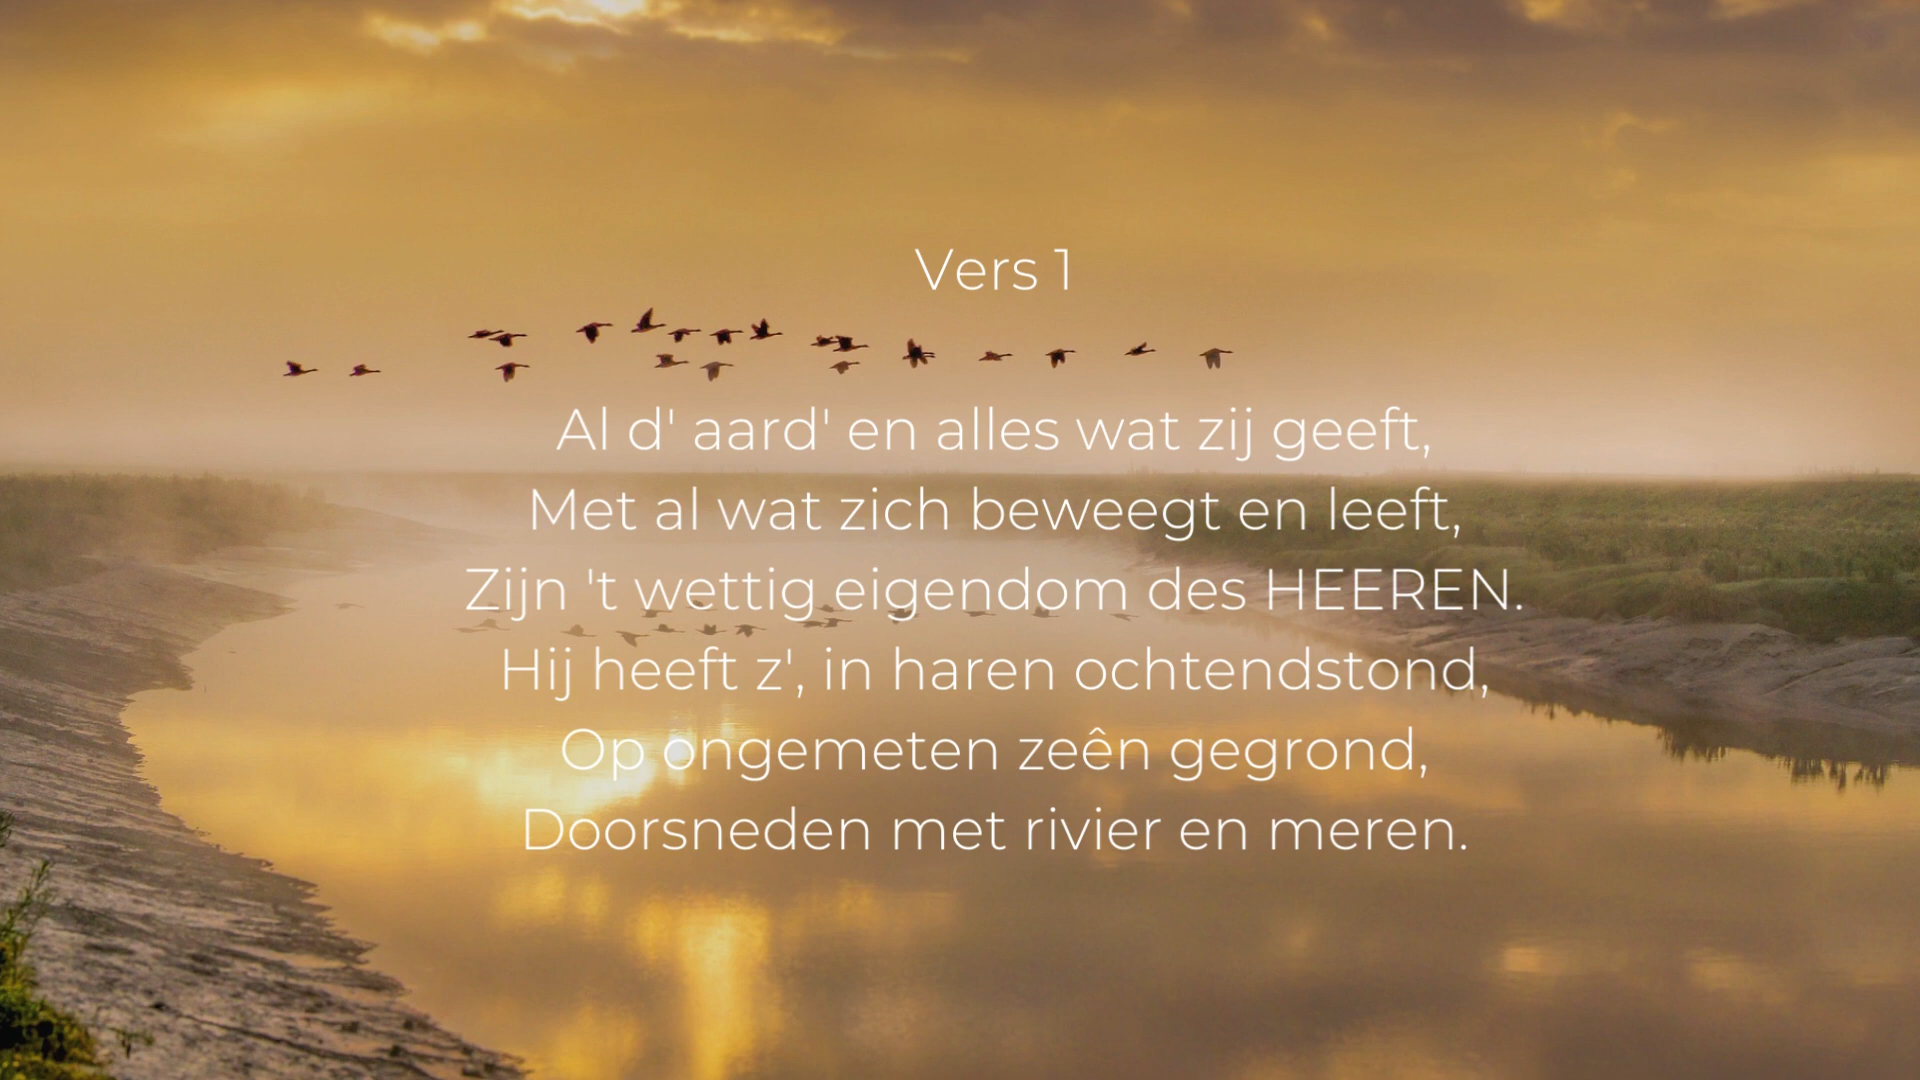 Vers 1
Al d' aard' en alles wat zij geeft,
Met al wat zich beweegt en leeft,
Zijn 't wettig eigendom des HEEREN.
Hij heeft z', in haren ochtendstond,
Op ongemeten zeên gegrond,
Doorsneden met rivier en meren.